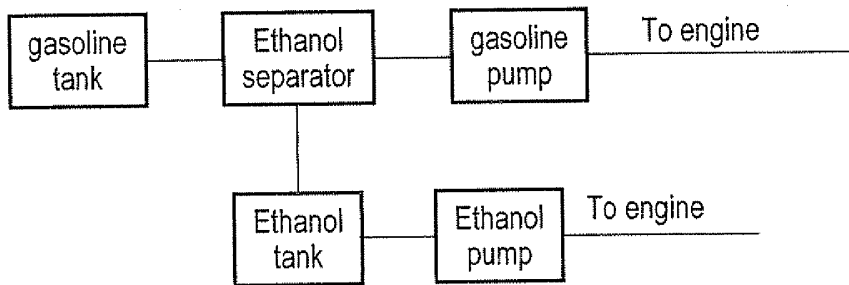 gasoline
tank
Ethanol
separator
gasoline
pump
To engine
Ethanol
tank
Ethanol
pump
To engine